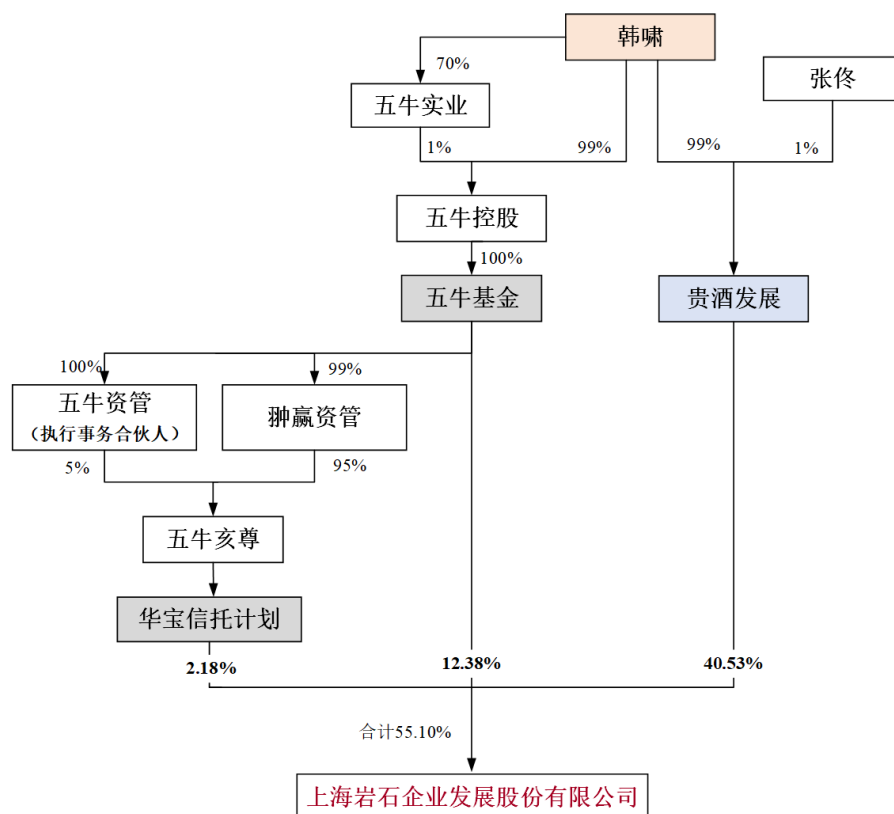 韩啸
70%
张佟
五牛实业
1%
99%
99%
1%
五牛控股
100%
五牛基金
贵酒发展
100%
99%
五牛资管
（执行事务合伙人）
翀赢资管
5%
95%
五牛亥尊
华宝信托计划
2.18%
12.38%
40.53%
合计55.10%
上海岩石企业发展股份有限公司